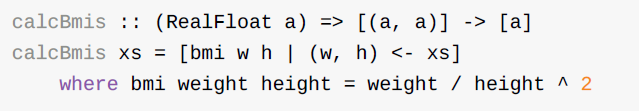 calcBmis :: (RealFloat a) => [(a, a)] -> [a]
calcBmis xs = [bmi w h | (w, h) <- xs]
    where bmi weight height = weight / height ^ 2